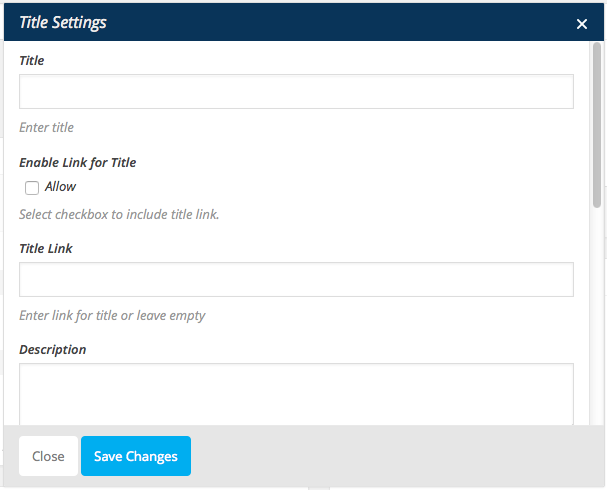 Title Settings
Title
Enter title
Enable Link for Title
Allow
Select checkbox to include title link.
Title Link
Enter link for title or leave empty
Description
Close
Save Changes